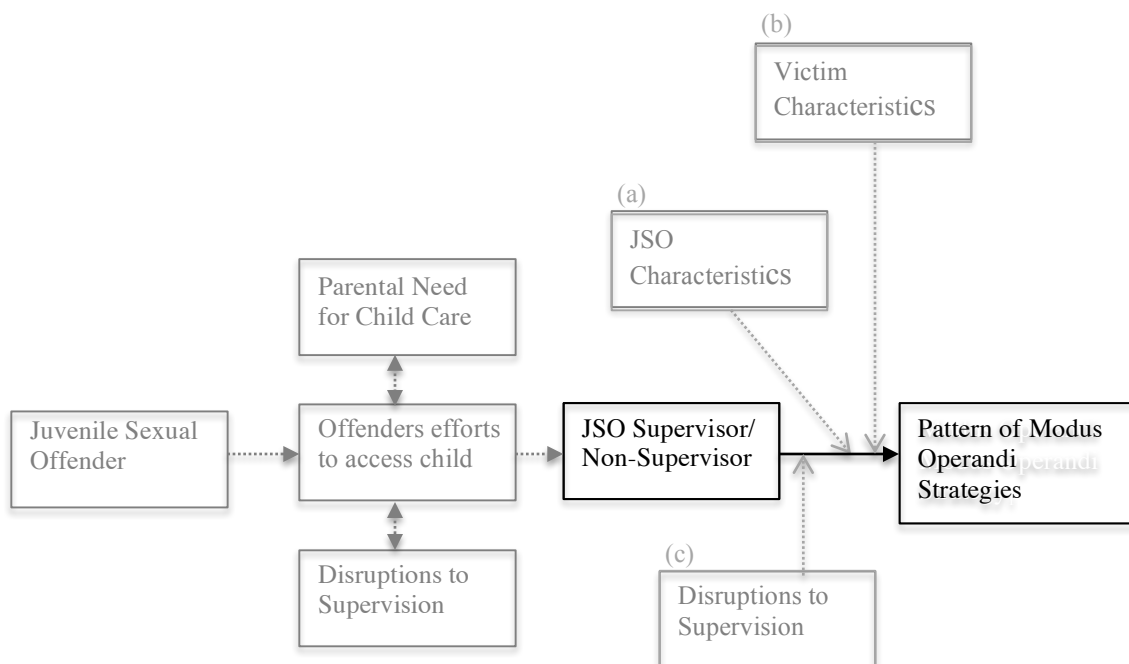 (b)
Victim
Characteristics
(a)
JSO
Characteristics
Parental Need
for Child Care
Juvenile Sexual
Offender
Offenders efforts
to access child
JSO Supervisor/
Non-Supervisor
Pattern of Modus
Operandi
Strategies
Disruptions to
Supervision
(c)
Disruptions to
Supervision